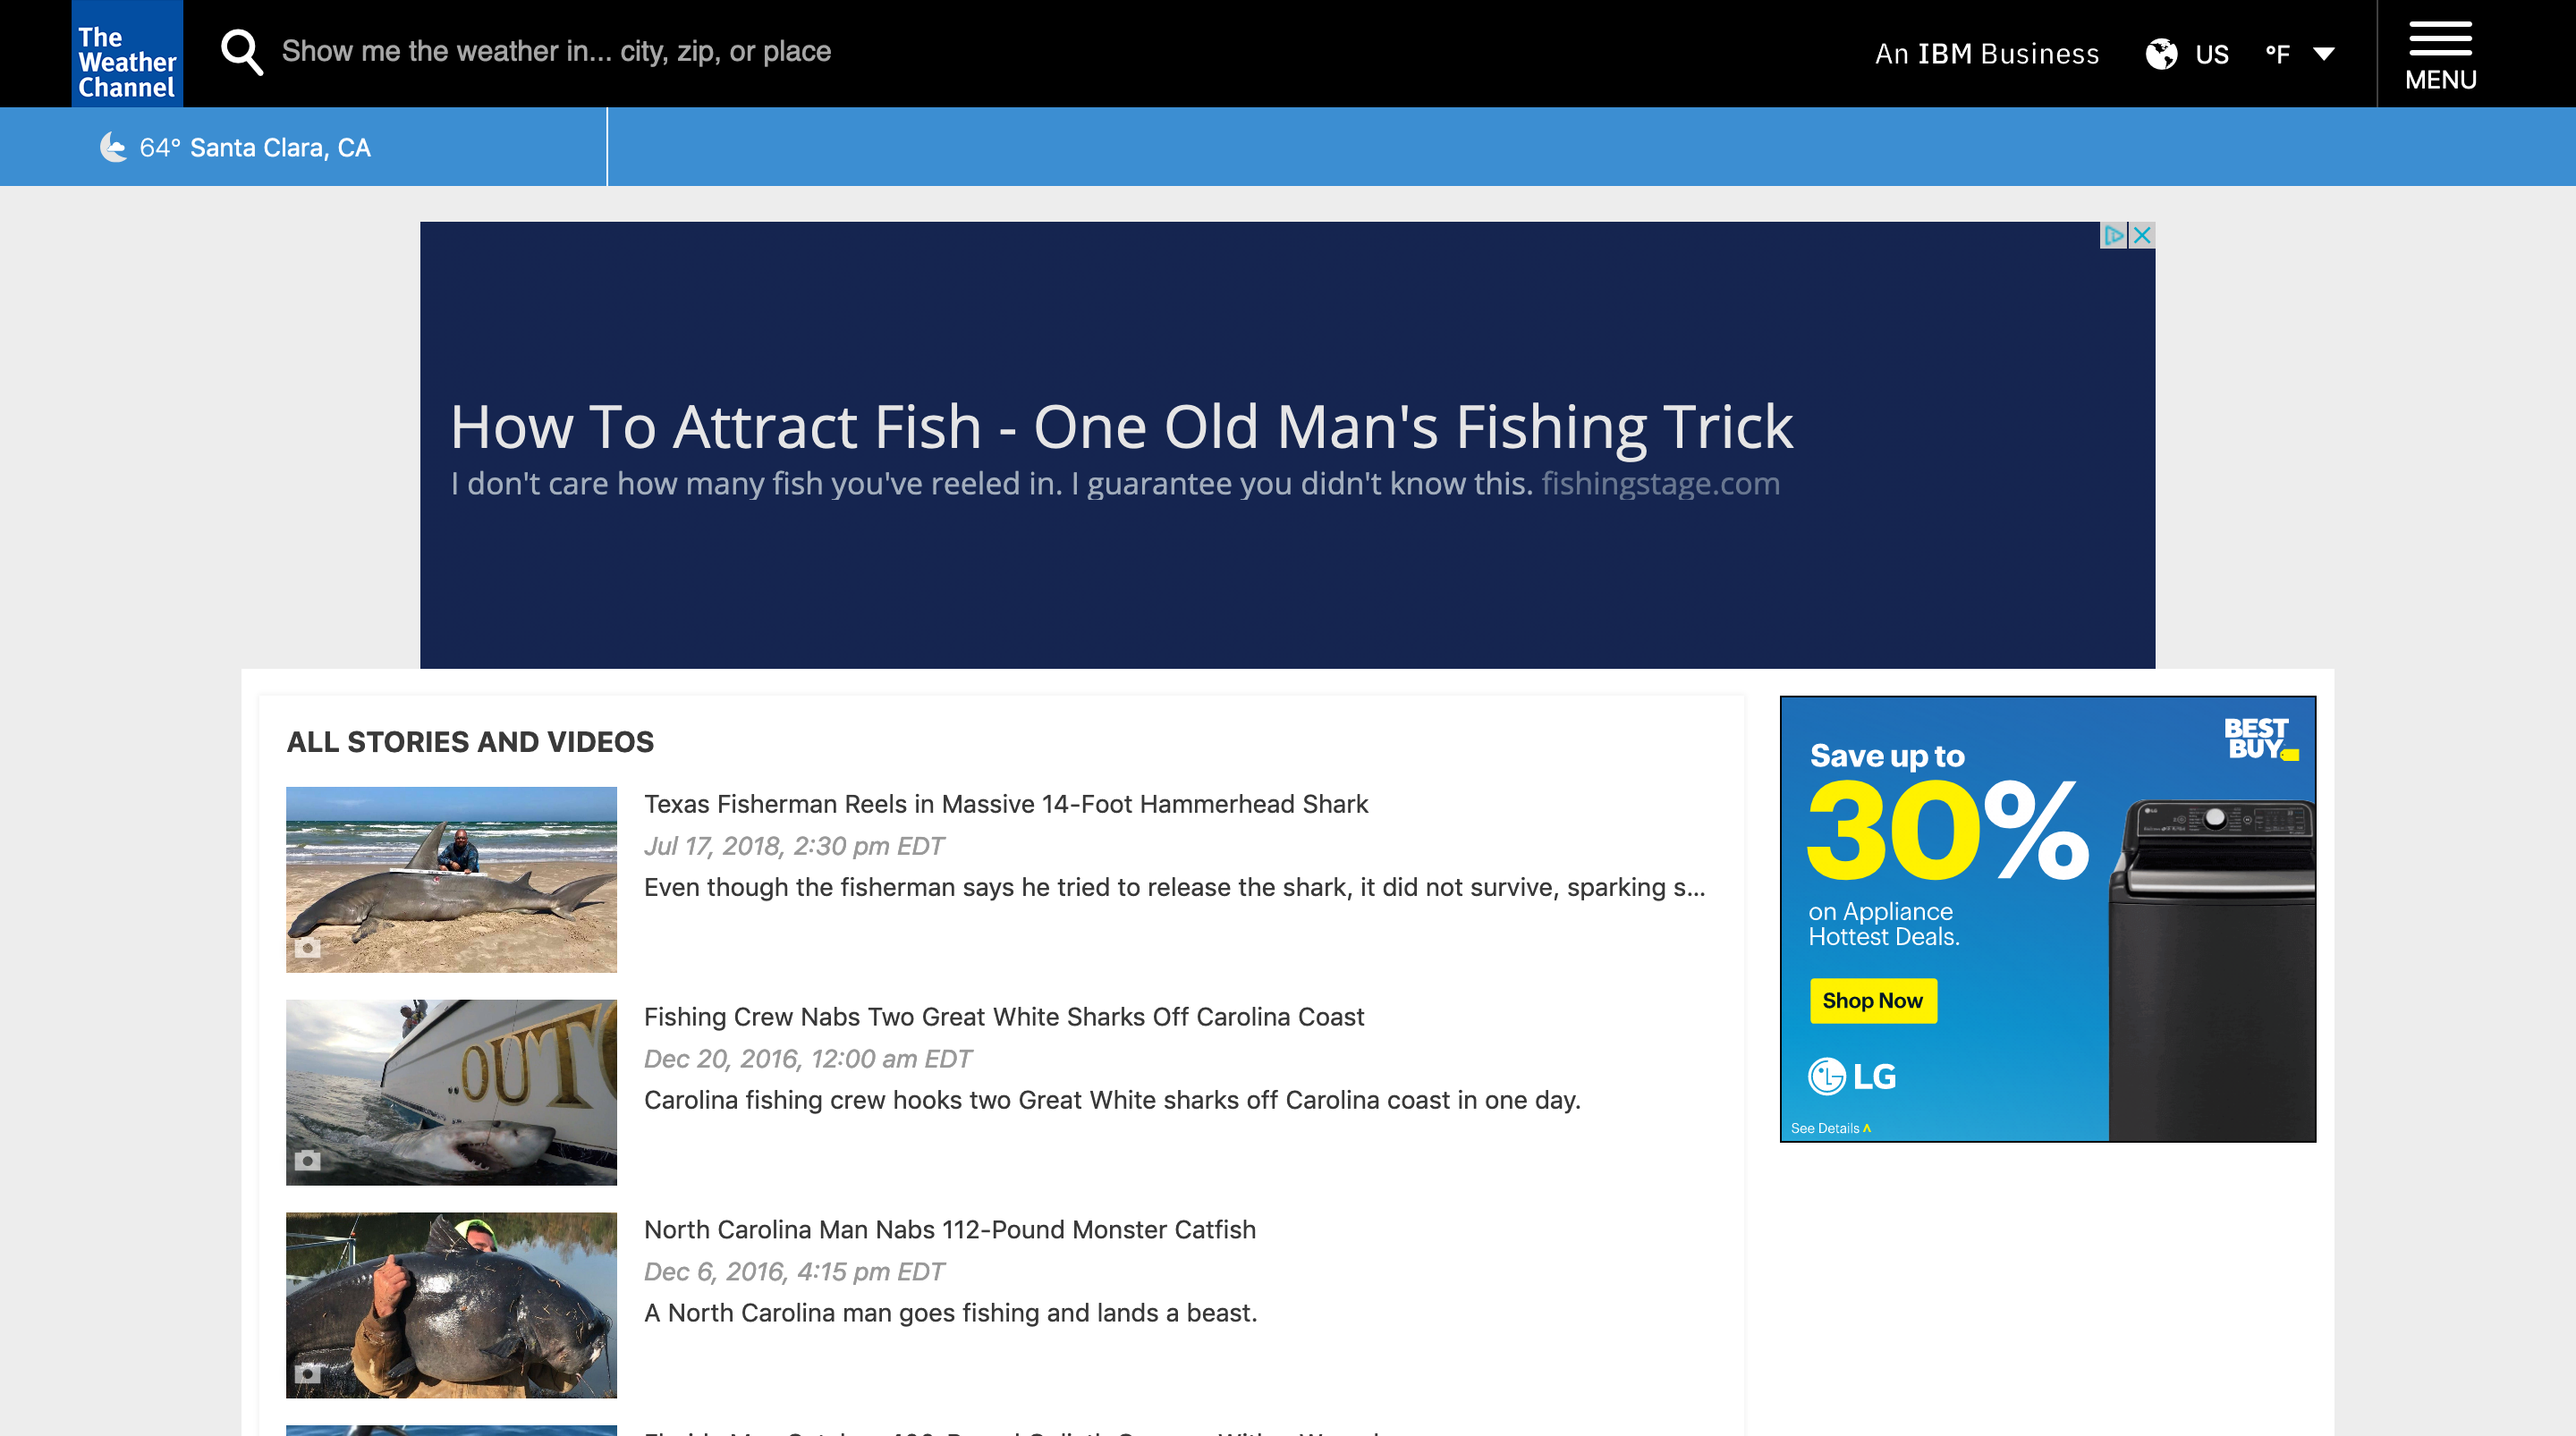 The
Weather
Channel
Show me the weather in... city, zip, or place
An IBM Business
US
°F
MENU
64° Santa Clara, CA
How To Attract Fish - One Old Man's Fishing Trick
I don't care how many fish you've reeled in. I guarantee you didn't know this. fishingstage.com
ALL STORIES AND VIDEOS
Texas Fisherman Reels in Massive 14-Foot Hammerhead Shark
Jul 17, 2018, 2:30 pm EDT
Even though the fisherman says he tried to release the shark, it did not survive, sparking s...
OUT
Fishing Crew Nabs Two Great White Sharks Off Carolina Coast
Dec 20, 2016, 12:00 am EDT
Carolina fishing crew hooks two Great White sharks off Carolina coast in one day.
North Carolina Man Nabs 112-Pound Monster Catfish
Dec 6, 2016, 4:15 pm EDT
A North Carolina man goes fishing and lands a beast.
BEST
BUY
Save up to
30%
on Appliance
Hottest Deals.
Shop Now
LG
See Details